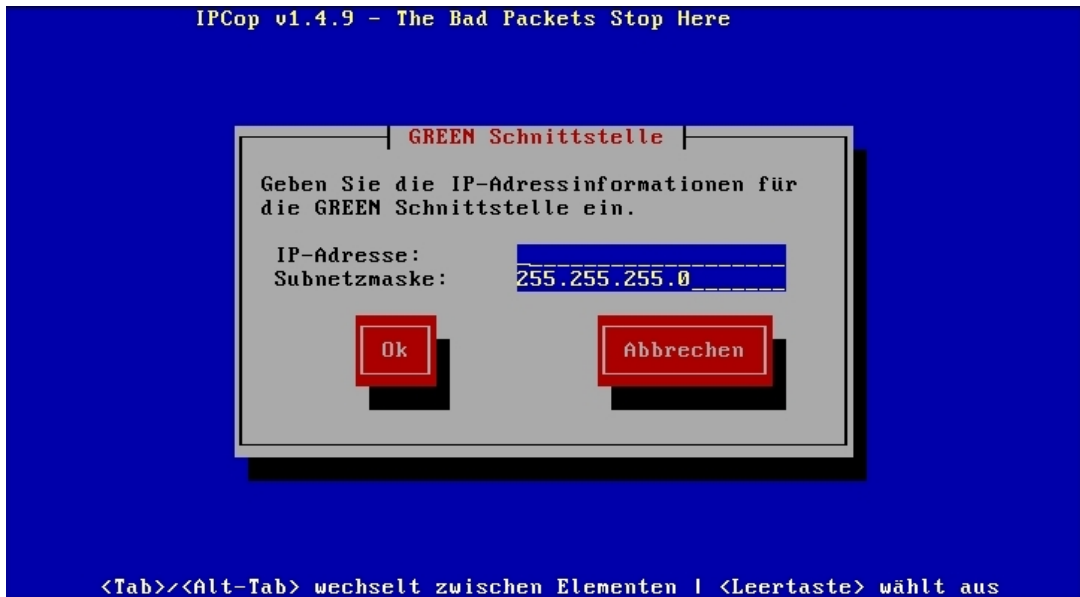 IPCop v1.4.9 - The Bad Packets Stop Here
GREEN Schnittstelle
Geben Sie die IP-Adressinformationen für
die GREEN Schnittstelle ein.
IP-Adresse:
Subnetzmaske: 255.255.255.0
Ok Abbrechen
<Tab>/<Alt-Tab> wechselt zwischen Elementen | <Leertaste> wählt aus